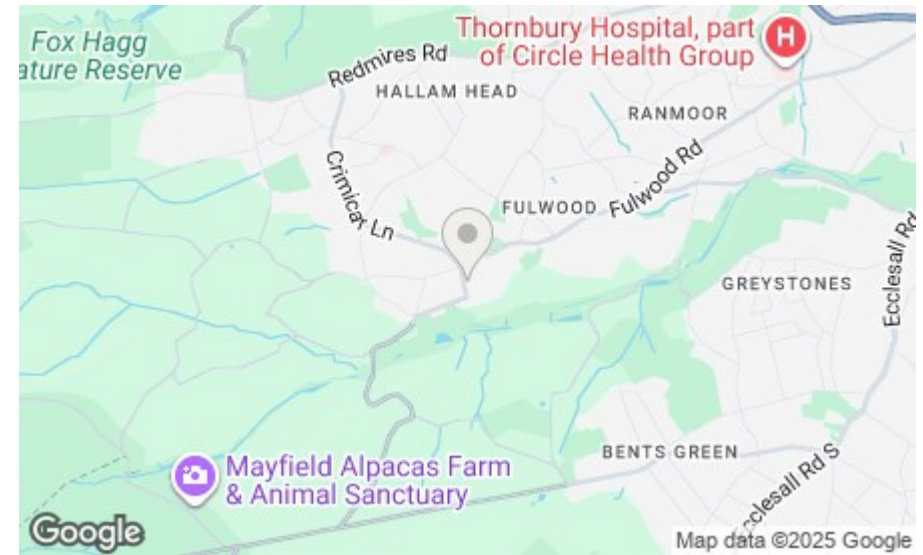 Fox Hagg
ature Reserve
Redmires Rd
HALLAM HEAD
Thornbury Hospital, part
of Circle Health Group
H
RANMOOR
Crimicar Ln
FULWOOD
Fulwood Rd
GREYSTONES
Ecclesall Rd
BENTS GREEN
Ecclesall Rd S
Mayfield Alpacas Farm
& Animal Sanctuary
Google
Map data ©2025 Google